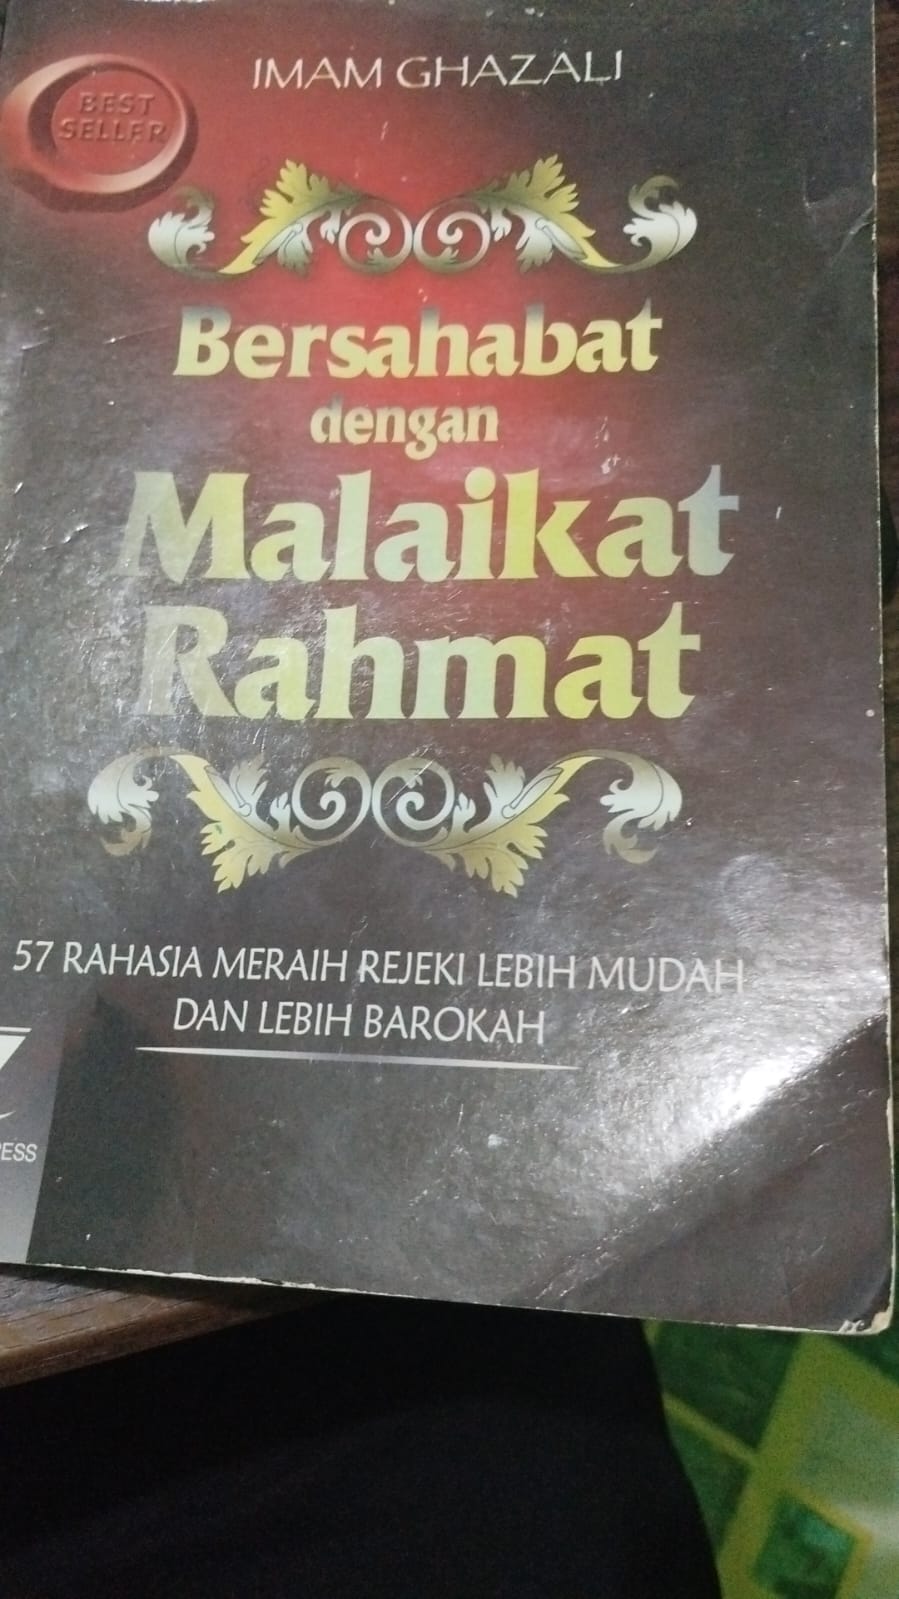 IMAM GHAZALI
BEST
SELLER
Bersahabat
dengan
Malaikat
Rahmat
57 RAHASIA MERAIH REJEKI LEBIH MUDAH
DAN LEBIH BAROKAH